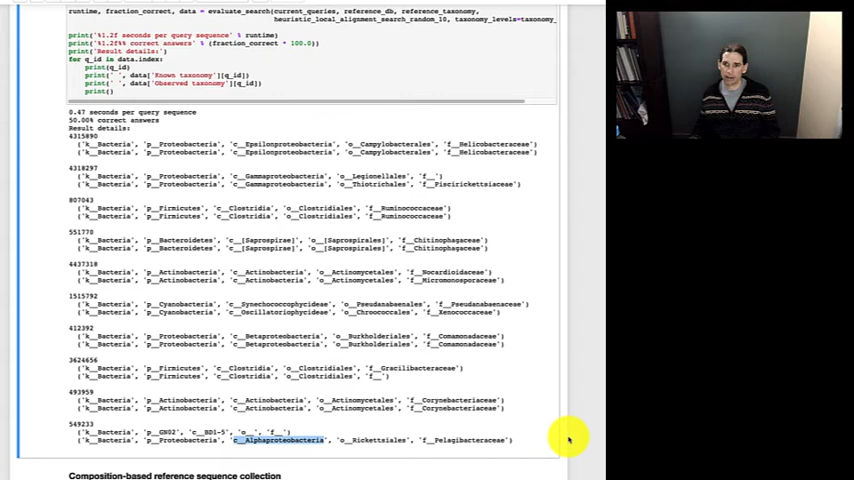 runtime, fraction_correct, data = evaluate_search(current_queries, reference_db, reference_taxonomy,
heuristic_local_alignment_search_random_10, taxonomy_levels=taxonomy_
print('%1.2f seconds per query sequence' % runtime)
print('%1.2f%% correct answers' % (fraction_correct * 100.0))
print('Result details:')
for q_id in data.index:
print(q_id)
print(' ', data['Known taxonomy'][q_id])
print(' ', data['Observed taxonomy'][q_id])
print()
0.47 seconds per query sequence
50.00% correct answers
Result details:
4315890
('k__Bacteria', 'p__Proteobacteria', 'c__Epsilonproteobacteria', 'o__Campylobacterales', 'f__Helicobacteraceae')
('k__Bacteria', 'p__Proteobacteria', 'c__Epsilonproteobacteria', 'o__Campylobacterales', 'f__Helicobacteraceae')
4318297
('k__Bacteria', 'p__Proteobacteria', 'c__Gammaproteobacteria', 'o__Legionellales', 'f__')
('k__Bacteria', 'p__Proteobacteria', 'c__Gammaproteobacteria', 'o__Thiotrichales', 'f__Piscirickettsiaceae')
807043
('k__Bacteria', 'p__Firmicutes', 'c__Clostridia', 'o__Clostridiales', 'f__Ruminococcaceae')
('k__Bacteria', 'p__Firmicutes', 'c__Clostridia', 'o__Clostridiales', 'f__Ruminococcaceae')
551770
('k__Bacteria', 'p__Bacteroidetes', 'c__[Saprospirae]', 'o__[Saprospirales]', 'f__Chitinophagaceae')
('k__Bacteria', 'p__Bacteroidetes', 'c__[Saprospirae]', 'o__[Saprospirales]', 'f__Chitinophagaceae')
4437318
('k__Bacteria', 'p__Actinobacteria', 'c__Actinobacteria', 'o__Actinomycetales', 'f__Nocardioidaceae')
('k__Bacteria', 'p__Actinobacteria', 'c__Actinobacteria', 'o__Actinomycetales', 'f__Micromonosporaceae')
1515792
('k__Bacteria', 'p__Cyanobacteria', 'c__Synechococcophycideae', 'o__Pseudanabaenales', 'f__Pseudanabaenaceae')
('k__Bacteria', 'p__Cyanobacteria', 'c__Oscillatoriophycideae', 'o__Chroococcales', 'f__Xenococcaceae')
412392
('k__Bacteria', 'p__Proteobacteria', 'c__Betaproteobacteria', 'o__Burkholderiales', 'f__Comamonadaceae')
('k__Bacteria', 'p__Proteobacteria', 'c__Betaproteobacteria', 'o__Burkholderiales', 'f__Comamonadaceae')
3624656
('k__Bacteria', 'p__Firmicutes', 'c__Clostridia', 'o__Clostridiales', 'f__Gracilibacteraceae')
('k__Bacteria', 'p__Firmicutes', 'c__Clostridia', 'o__Clostridiales', 'f__')
493959
('k__Bacteria', 'p__Actinobacteria', 'c__Actinobacteria', 'o__Actinomycetales', 'f__Corynebacteriaceae')
('k__Bacteria', 'p__Actinobacteria', 'c__Actinobacteria', 'o__Actinomycetales', 'f__Corynebacteriaceae')
549233
('k__Bacteria', 'p__GN02', 'c__BD1-5', 'o__', 'f__')
('k__Bacteria', 'p__Proteobacteria', 'c__Alphaproteobacteria', 'o__Rickettsiales', 'f__Pelagibacteraceae')
Composition-based reference sequence collection